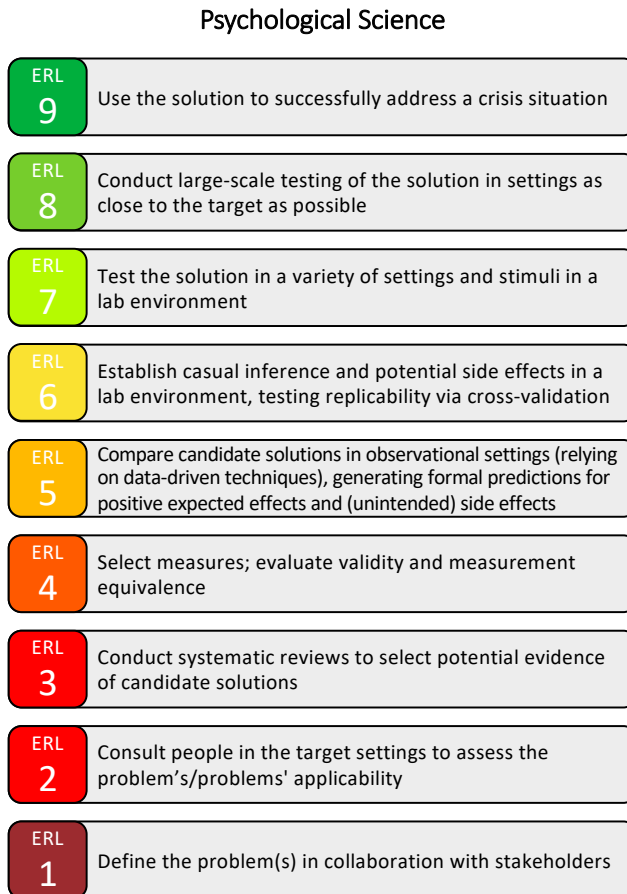 Psychological Science
ERL
9
Use the solution to successfully address a crisis situation
ERL
8
Conduct large-scale testing of the solution in settings as
close to the target as possible
ERL
7
Test the solution in a variety of settings and stimuli in a
lab environment
ERL
6
Establish casual inference and potential side effects in a
lab environment, testing replicability via cross-validation
ERL
5
Compare candidate solutions in observational settings (relying
on data-driven techniques), generating formal predictions for
positive expected effects and (unintended) side effects
ERL
4
Select measures; evaluate validity and measurement
equivalence
ERL
3
Conduct systematic reviews to select potential evidence
of candidate solutions
ERL
2
Consult people in the target settings to assess the
problem’s/problems' applicability
ERL
1
Define the problem(s) in collaboration with stakeholders